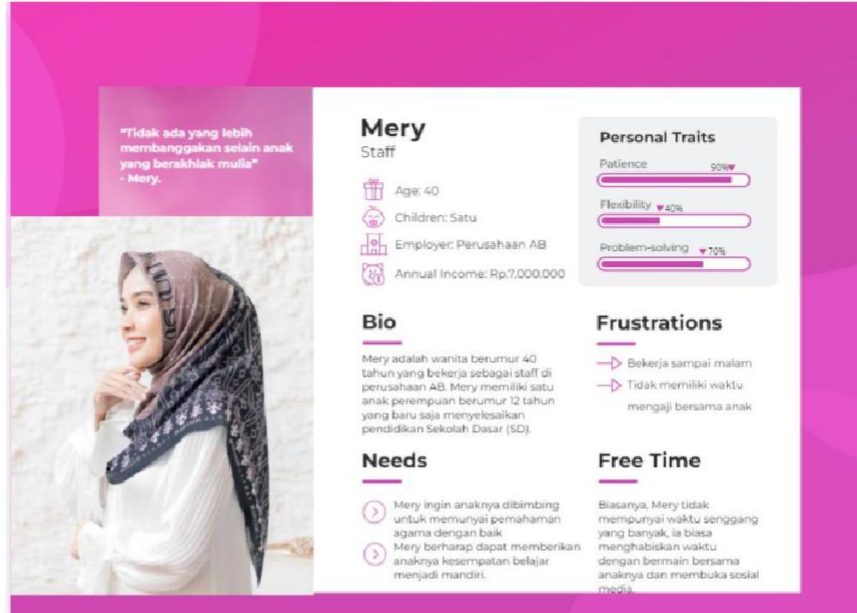 "Tidak ada yang lebih
membanggakan selain anak
yang berakhlak mulia"
- Mery.
Mery
Staff
Age: 40
Children: Satu
Employer: Perusahaan AB
Annual Income: Rp.7.000.000
Personal Traits
Patience 90%
Flexibility 40%
Problem-solving 70%
Bio
Mery adalah wanita berumur 40
tahun yang bekerja sebagai staff di
perusahaan AB. Mery memiliki satu
anak perempuan berumur 12 tahun
yang baru saja menyelesaikan
pendidikan Sekolah Dasar (SD).
Frustrations
Bekerja sampai malam
Tidak memiliki waktu
mengaji bersama anak
Needs
Mery ingin anaknya dibimbing
untuk memunyai pemahaman
agama dengan baik
Mery berharap dapat memberikan
anaknya kesempatan belajar
menjadi mandiri.
Free Time
Biasanya, Mery tidak
mempunyai waktu senggang
yang banyak, ia biasa
menghabiskan waktu
dengan bermain bersama
anaknya dan membuka sosial
media.